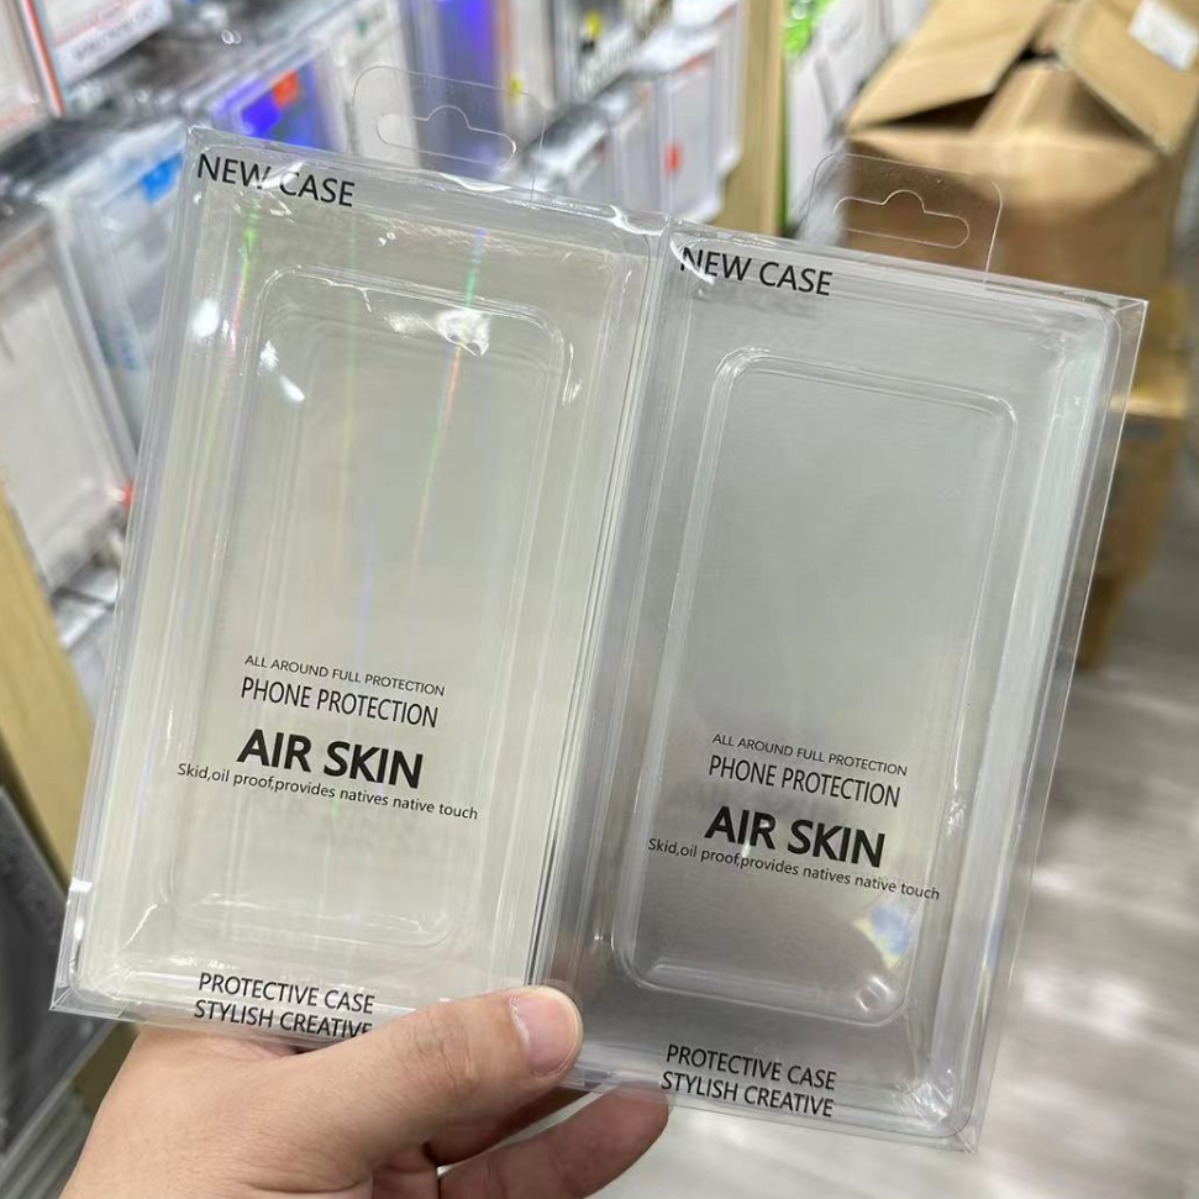 NEW CASE
ALL AROUND FULL PROTECTION
PHONE PROTECTION
AIR SKIN
Skid,oil proof,provides natives native touch
PROTECTIVE CASE
STYLISH CREATIVE
NEW CASE
ALL AROUND FULL PROTECTION
PHONE PROTECTION
AIR SKIN
Skid,oil proof,provides natives native touch
PROTECTIVE CASE
STYLISH CREATIVE